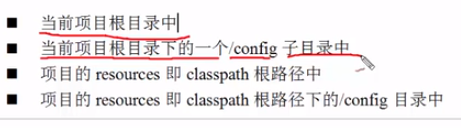 当前项目根目录中
当前项目根目录下的一个/config 子目录中
项目的 resources 即 classpath 根路径中
项目的 resources 即 classpath 根路径下的/config 目录中